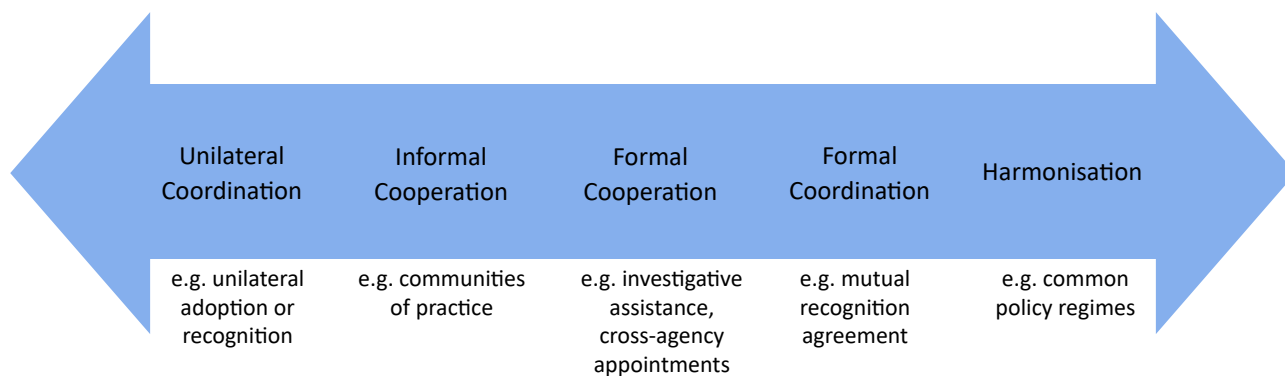 Unilateral
Coordination
Informal
Cooperation
Formal
Cooperation
Formal
Coordination
Harmonisation
e.g. unilateral
adoption or
recognition
e.g. communities
of practice
e.g. investigative
assistance,
cross-agency
appointments
e.g. mutual
recognition
agreement
e.g. common
policy regimes